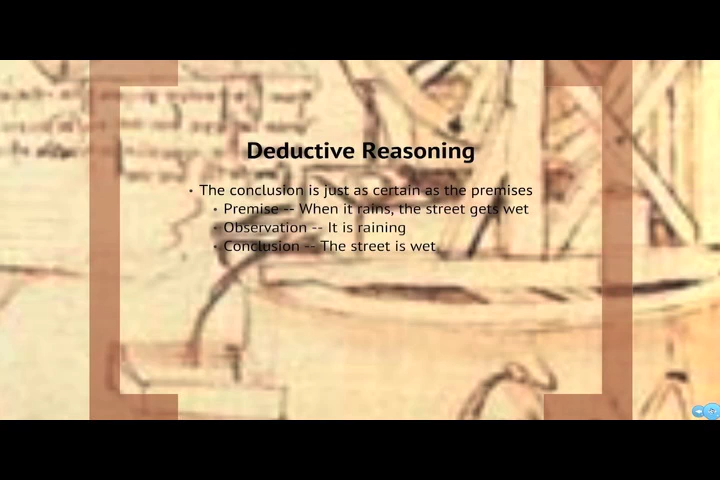 Deductive Reasoning
• The conclusion is just as certain as the premises
• Premise -- When it rains, the street gets wet
• Observation -- It is raining
• Conclusion -- The street is wet